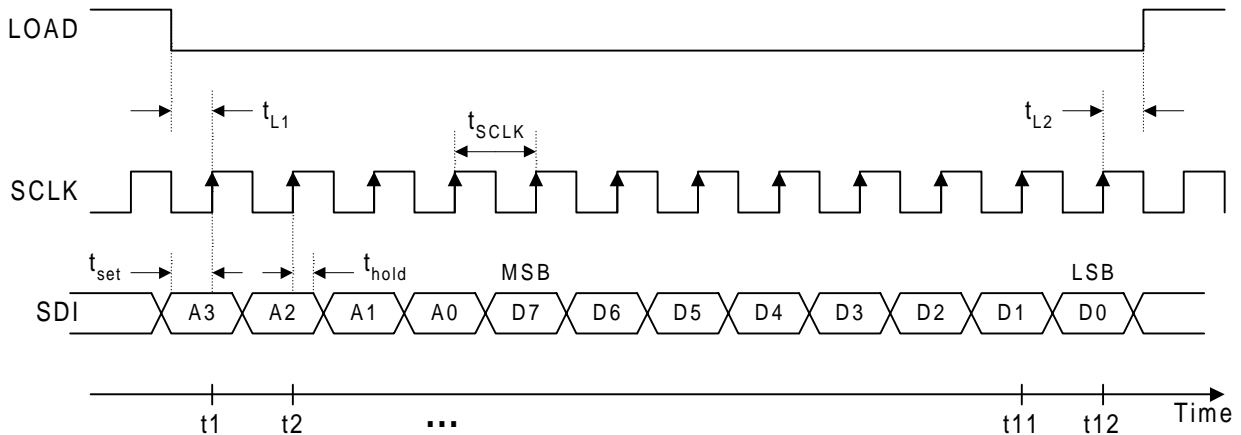 LOAD
tL1
tSCLK
tL2
SCLK
tset
thold
MSB
LSB
SDI
A3 A2 A1 A0 D7 D6 D5 D4 D3 D2 D1 D0
t1 t2 ... t11 t12 Time